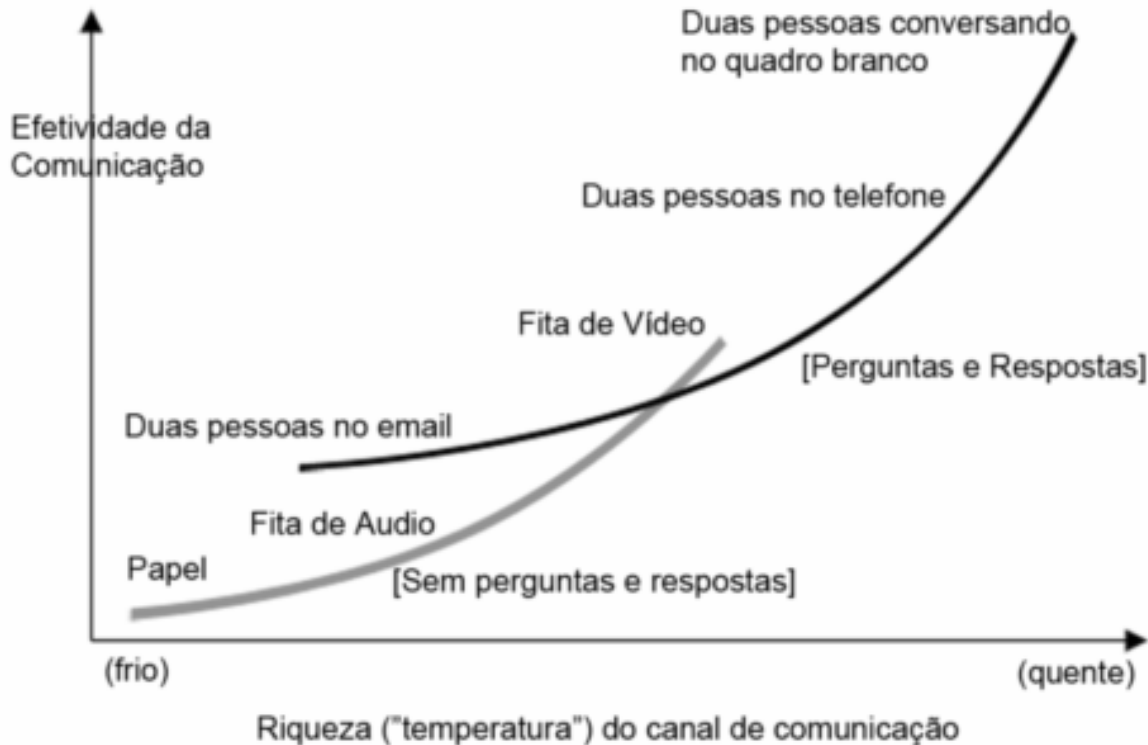 Duas pessoas conversando
no quadro branco
Efetividade da
Comunicação
Duas pessoas no telefone
Fita de Vídeo
[Perguntas e Respostas]
Duas pessoas no email
Fita de Audio
Papel
[Sem perguntas e respostas]
(frio)
(quente)
Riqueza ("temperatura") do canal de comunicação